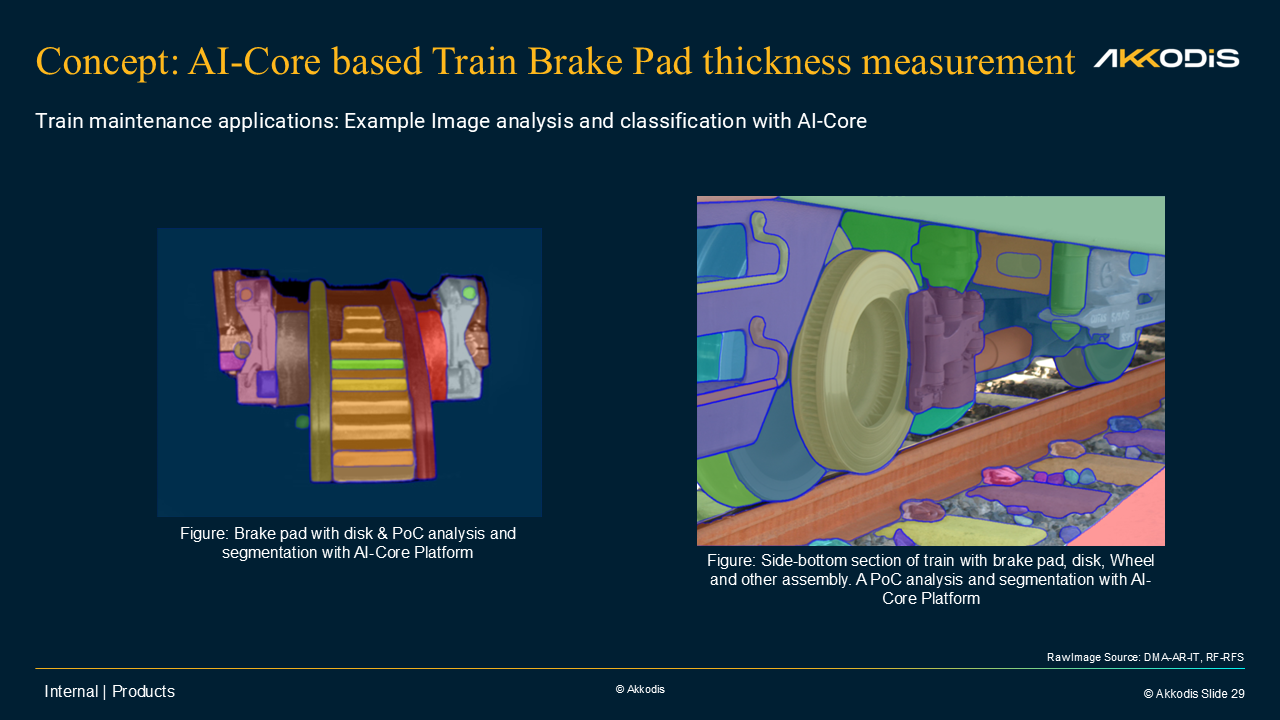 Concept: AI-Core based Train Brake Pad thickness measurement
AKKODiS
Train maintenance applications: Example Image analysis and classification with AI-Core
Figure: Brake pad with disk & PoC analysis and
segmentation with AI-Core Platform
Figure: Side-bottom section of train with brake pad, disk, Wheel
and other assembly. A PoC analysis and segmentation with AI-
Core Platform
RawImage Source: DMA-AR-IT, RF-RFS
Internal | Products
© Akkodis
© Akkodis Slide 29